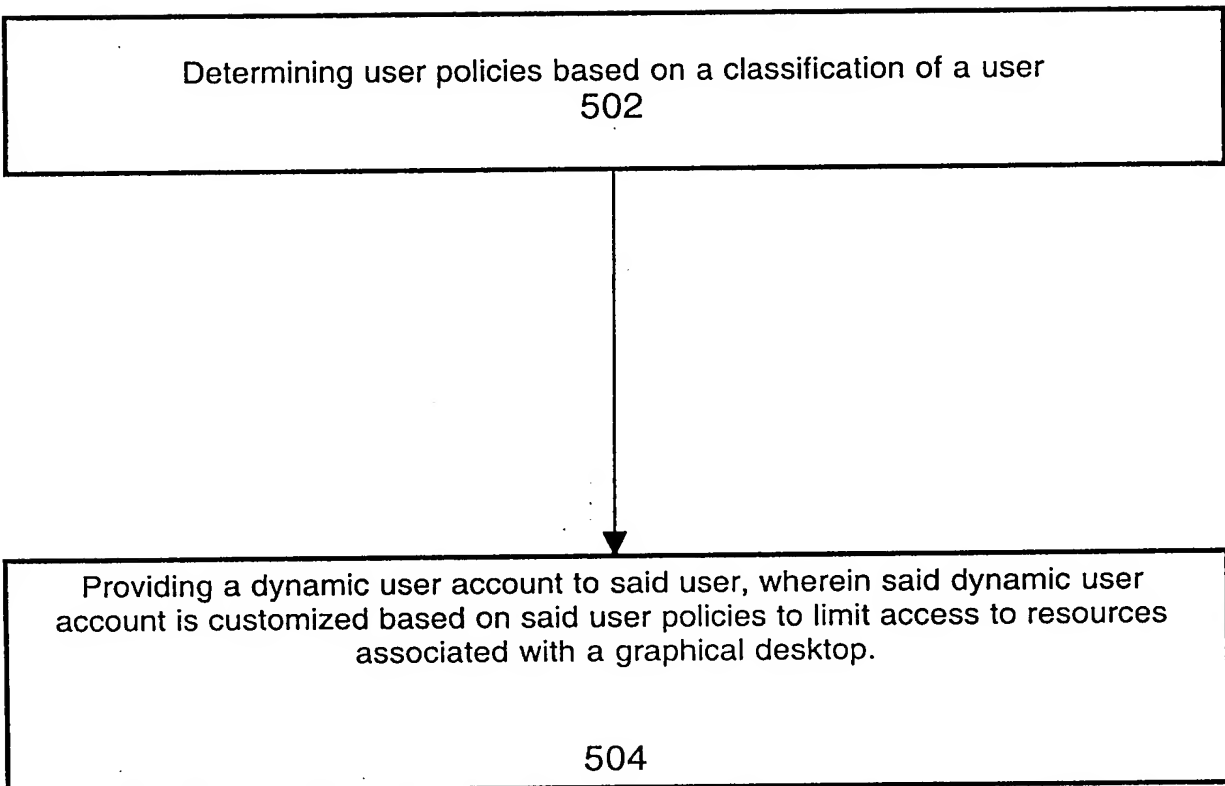 Determining user policies based on a classification of a user
502
Providing a dynamic user account to said user, wherein said dynamic user
account is customized based on said user policies to limit access to resources
associated with a graphical desktop.
504